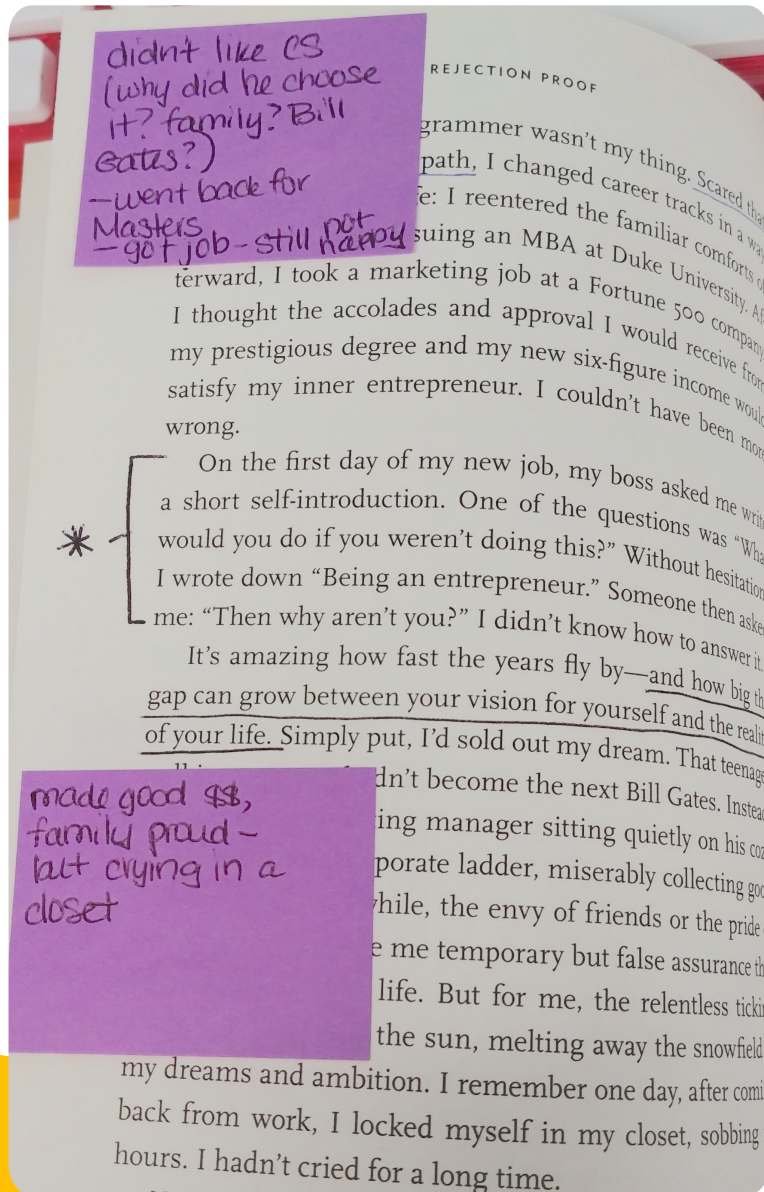 didn't like CS
(why did he choose
it? family? Bill
Gates?)
-went back for
Masters
- got job - still not happy
REJECTION PROOF
grammer wasn't my thing. Scared that
path, I changed career tracks in a way
fe: I reentered the familiar comforts of
suing an MBA at Duke University. Af
terward, I took a marketing job at a Fortune 500 company
I thought the accolades and approval I would receive from
my prestigious degree and my new six-figure income would
satisfy my inner entrepreneur. I couldn't have been more
wrong.
On the first day of my new job, my boss asked me write
a short self-introduction. One of the questions was "Wha
would you do if you weren't doing this?" Without hesitation
I wrote down "Being an entrepreneur." Someone then aske
me: "Then why aren't you?" I didn't know how to answer it.
It's amazing how fast the years fly by—and how big th
gap can grow between your vision for yourself and the realit
of your life. Simply put, I'd sold out my dream. That teenage
dn't become the next Bill Gates. Instead
made good $$,
family proud -
but crying in a
closet
ing manager sitting quietly on his coz
porate ladder, miserably collecting goo
hile, the envy of friends or the pride
e me temporary but false assurance th
life. But for me, the relentless tickin
the sun, melting away the snowfield
my dreams and ambition. I remember one day, after comi
back from work, I locked myself in my closet, sobbing
hours. I hadn't cried for a long time.